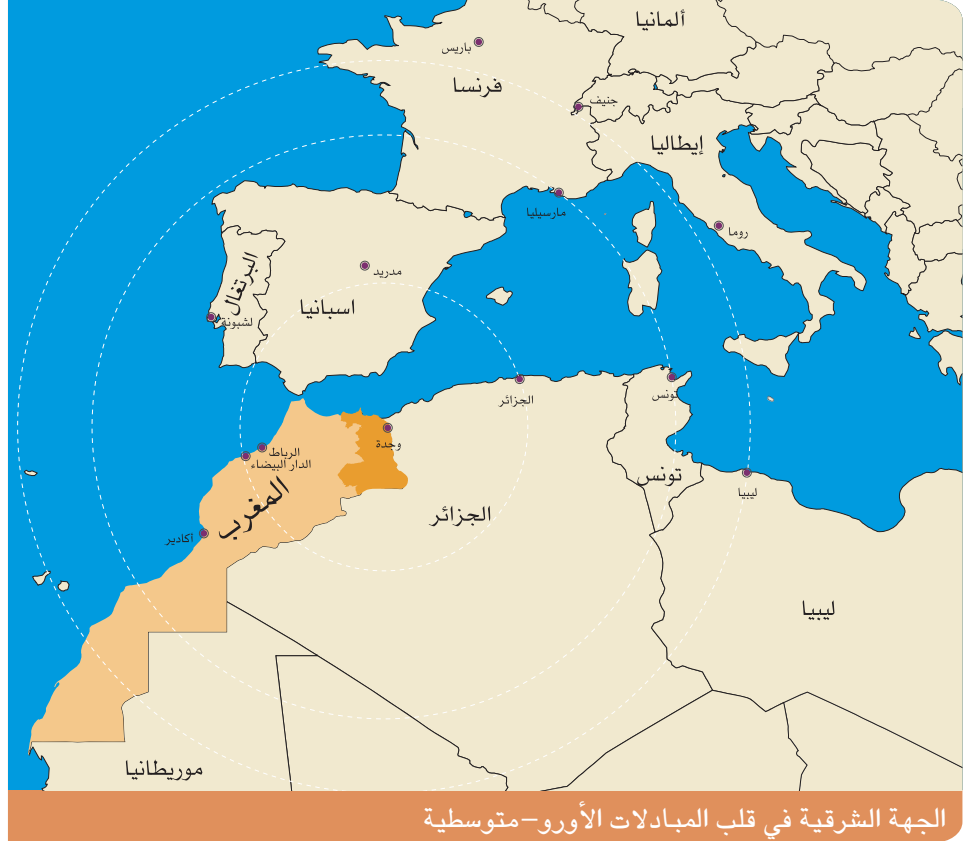 ألمانيا
باريس
فرنسا
جنيف
إيطاليا
مارسيليا
روما
مدريد
البرتغال
اسبانيا
لشبونة
الجزائر
تونس
وجدة
الرباط
الدار البيضاء
تونس
ليبيا
المغرب
الجزائر
أكادير
ليبيا
موريطانيا
الجهة الشرقية في قلب المبادلات الأورو-متوسطية